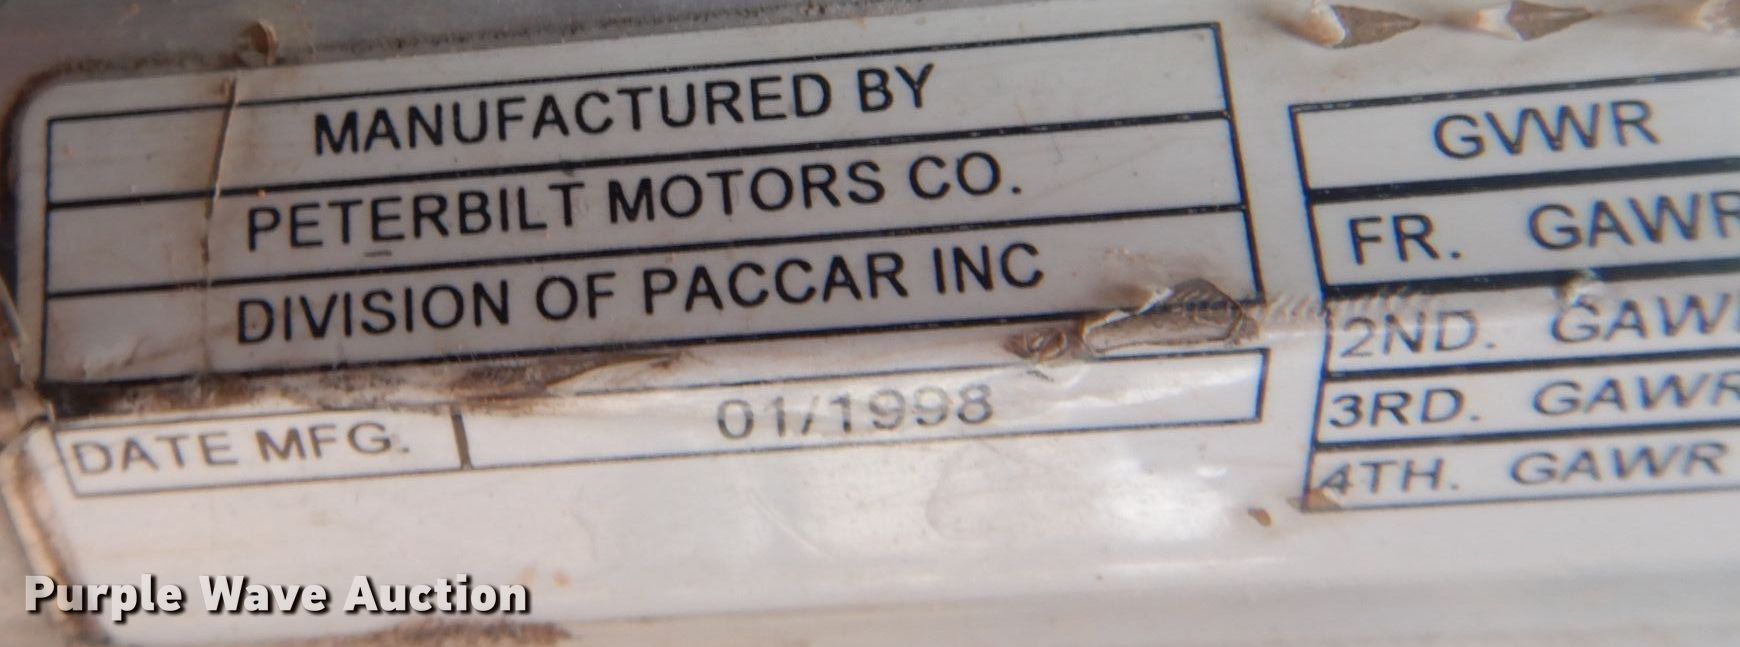 MANUFACTURED BY
PETERBILT MOTORS CO.
DIVISION OF PACCAR INC
DATE MFG. 01/1998
GVWR
FR. GAWR
2ND. GAWR
3RD. GAWR
4TH. GAWR
Purple Wave Auction